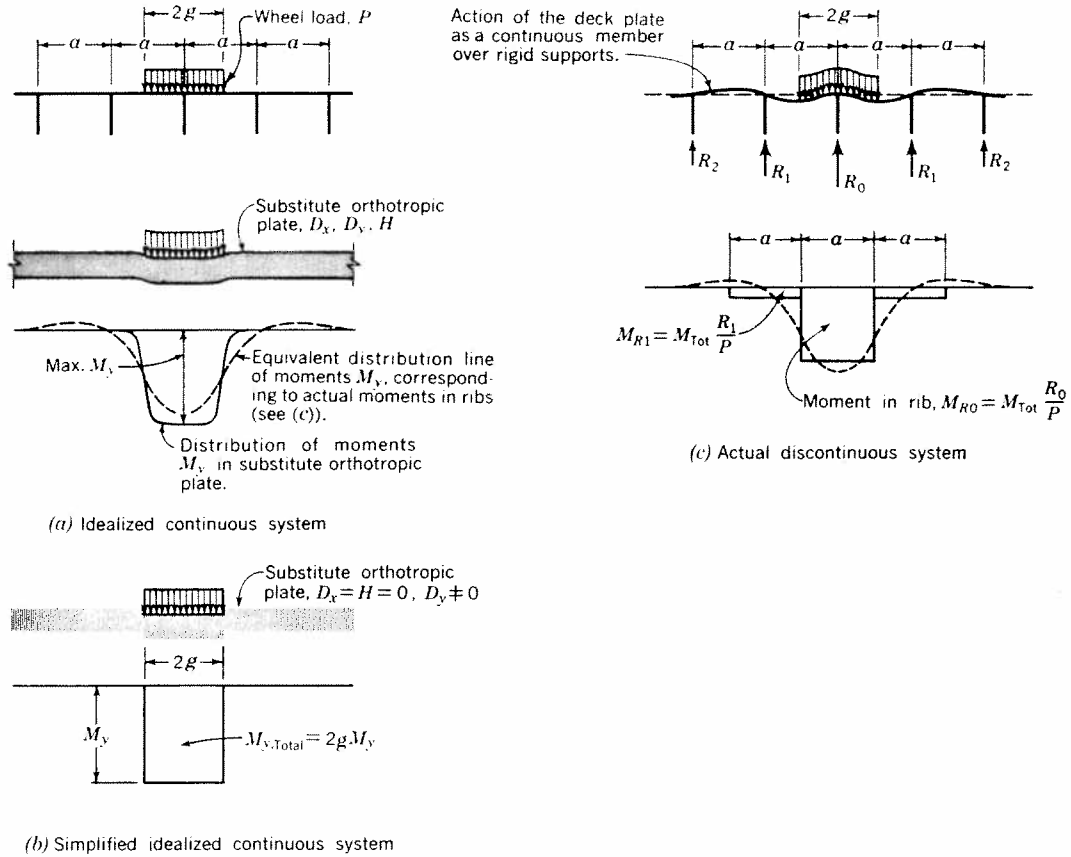 2g
Wheel load, P
a a a a
Substitute orthotropic
plate, Dx, Dy, H
Max. My
Equivalent distribution line
of moments My, correspond-
ing to actual moments in ribs
(see (c)).
Distribution of moments
My in substitute orthotropic
plate.
(a) Idealized continuous system
Substitute orthotropic
plate, Dx = H = 0, Dy ≠ 0
2g
My
My,Total = 2gMy
(b) Simplified idealized continuous system
Action of the deck plate
as a continuous member
over rigid supports.
2g
a a a a
R2 R1 R0 R1 R2
a a a
MR1 = MTot R1/P
Moment in rib, MR0 = MTot R0/P
(c) Actual discontinuous system